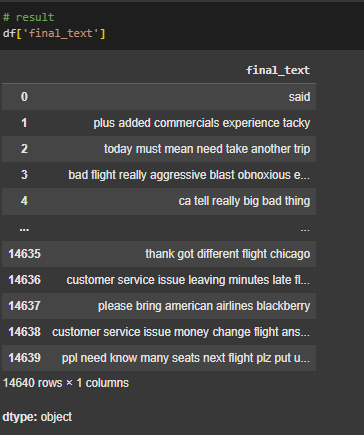 # result
df['final_text']
final_text
0 said
1 plus added commercials experience tacky
2 today must mean need take another trip
3 bad flight really aggressive blast obnoxious e...
4 ca tell really big bad thing
... ...
14635 thank got different flight chicago
14636 customer service issue leaving minutes late fl...
14637 please bring american airlines blackberry
14638 customer service issue money change flight ans...
14639 ppl need know many seats next flight plz put u...
14640 rows × 1 columns
dtype: object